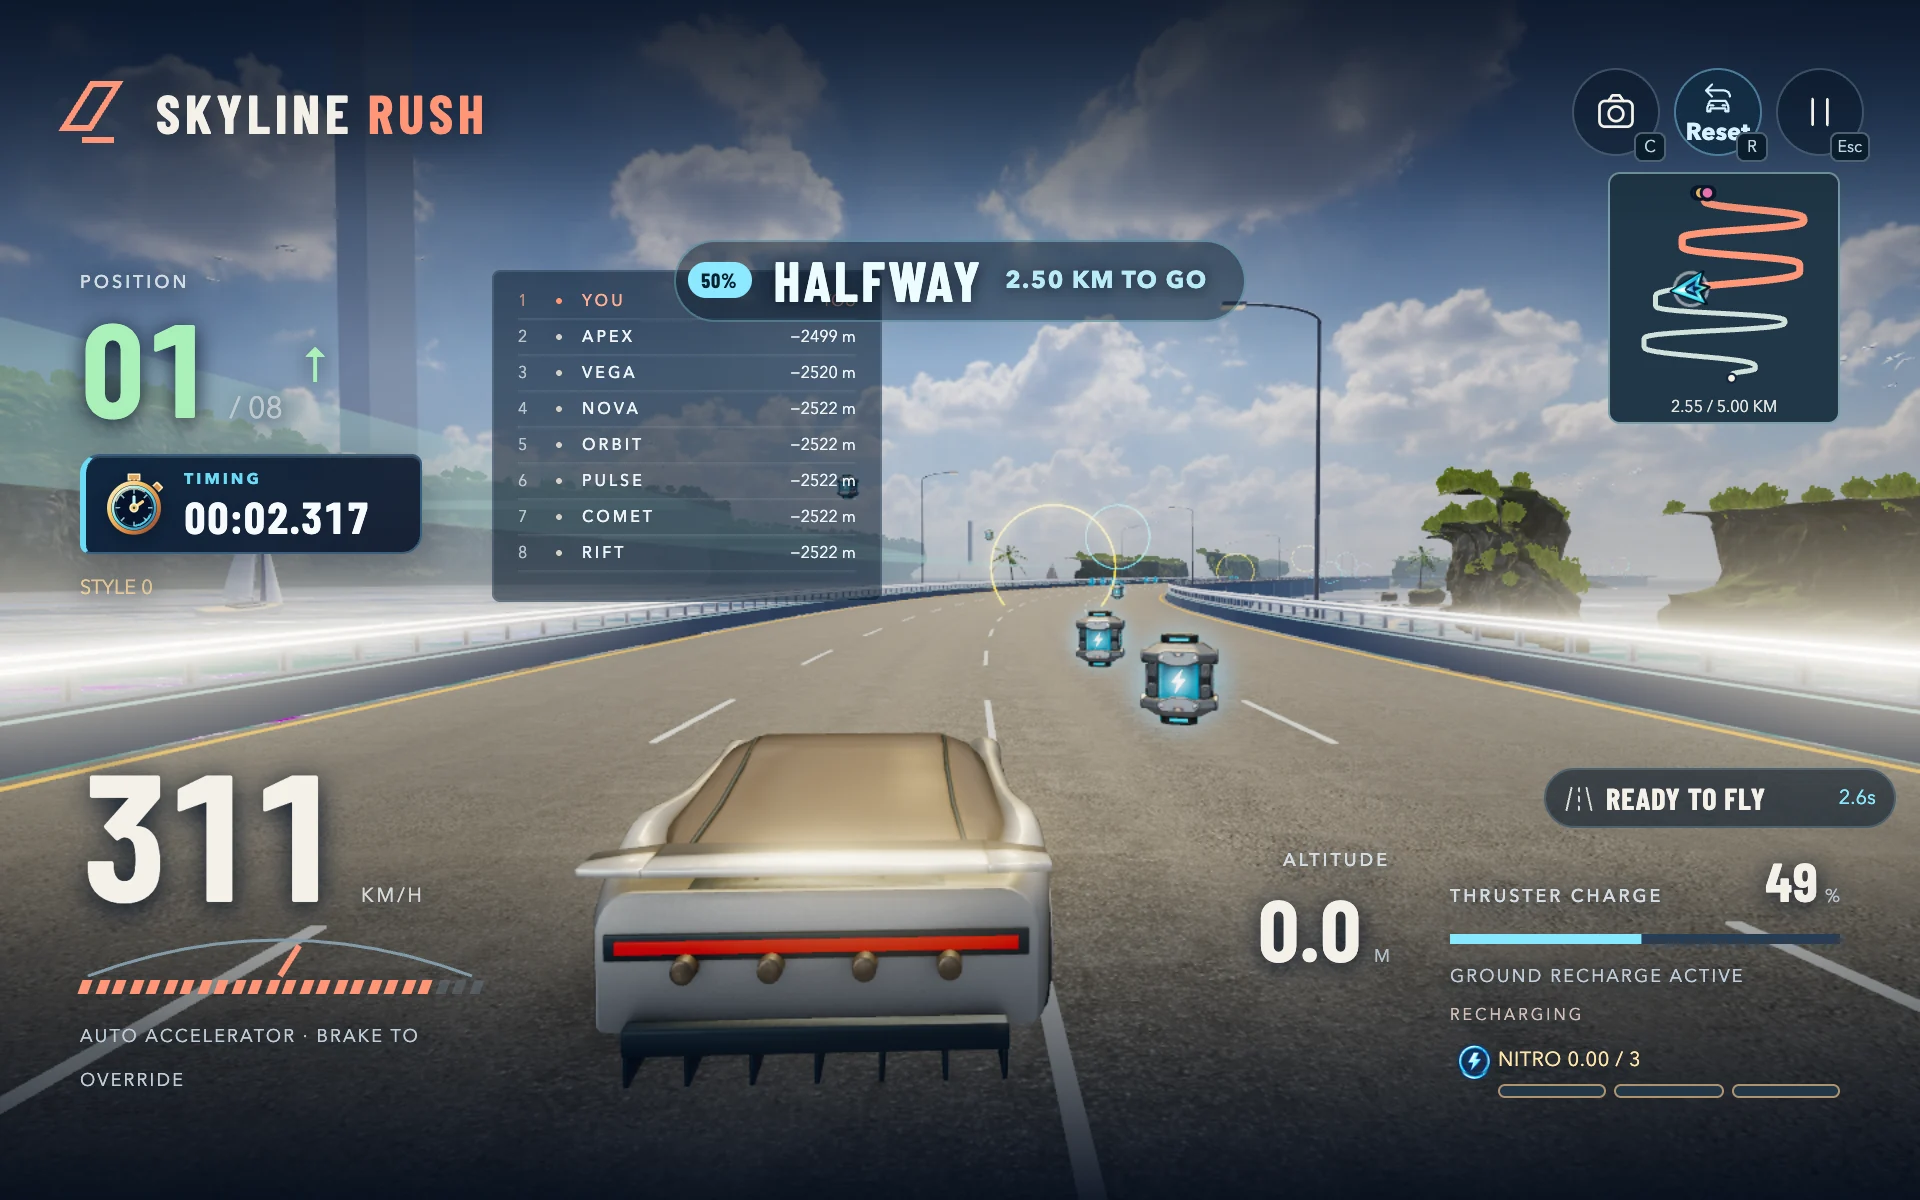 SKYLINE RUSH
C
Reset
R
Esc
POSITION
01 / 08
TIMING
00:02.317
STYLE 0
50% HALFWAY 2.50 KM TO GO
1 • YOU
2 • APEX −2499 m
3 • VEGA −2520 m
4 • NOVA −2522 m
5 • ORBIT −2522 m
6 • PULSE −2522 m
7 • COMET −2522 m
8 • RIFT −2522 m
2.55 / 5.00 KM
311 KM/H
AUTO ACCELERATOR · BRAKE TO
OVERRIDE
READY TO FLY 2.6s
ALTITUDE
0.0 M
THRUSTER CHARGE 49 %
GROUND RECHARGE ACTIVE
RECHARGING
NITRO 0.00 / 3